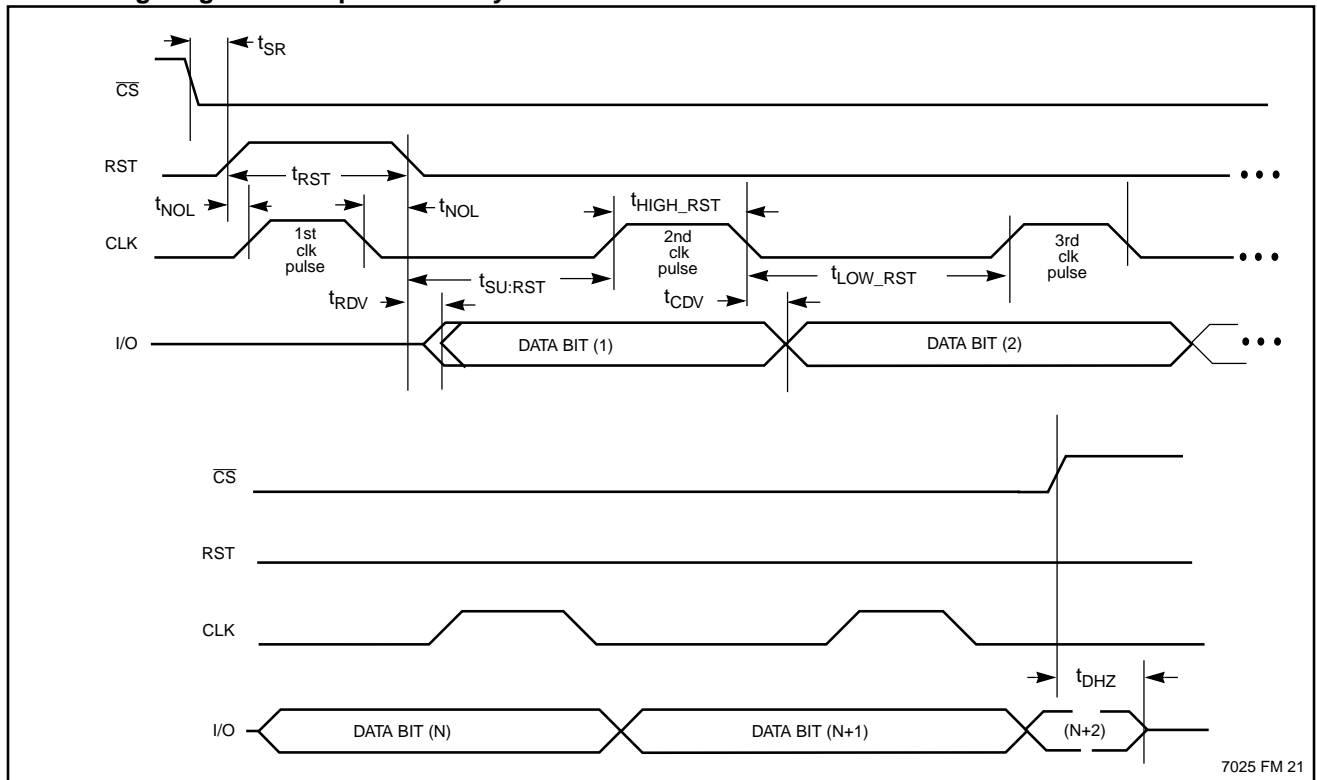 tSR
CS
RST
tRST
tNOL
tNOL
tHIGH_RST
CLK
1st
clk
pulse
2nd
clk
pulse
3rd
clk
pulse
tSU:RST
tLOW_RST
tRDV
tCDV
I/O
DATA BIT (1)
DATA BIT (2)
CS
RST
CLK
tDHZ
I/O
DATA BIT (N)
DATA BIT (N+1)
(N+2)
7025 FM 21